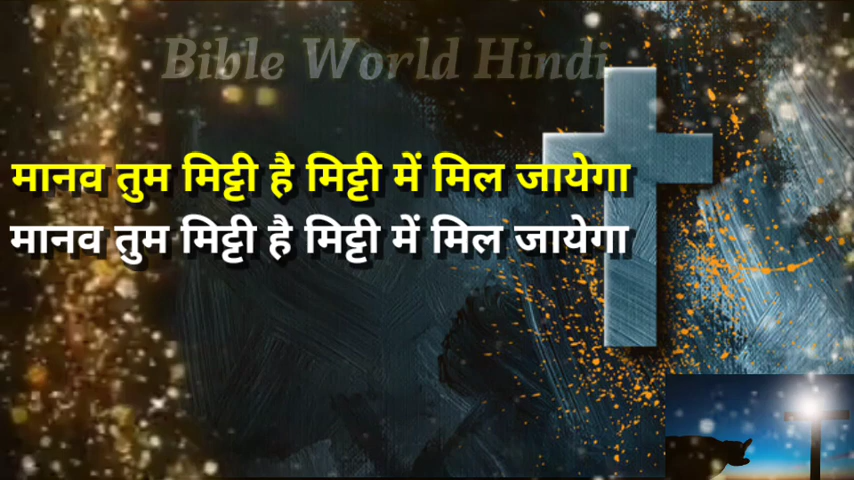 Bible World Hindi
मानव तुम मिट्टी है मिट्टी में मिल जायेगा
मानव तुम मिट्टी है मिट्टी में मिल जायेगा